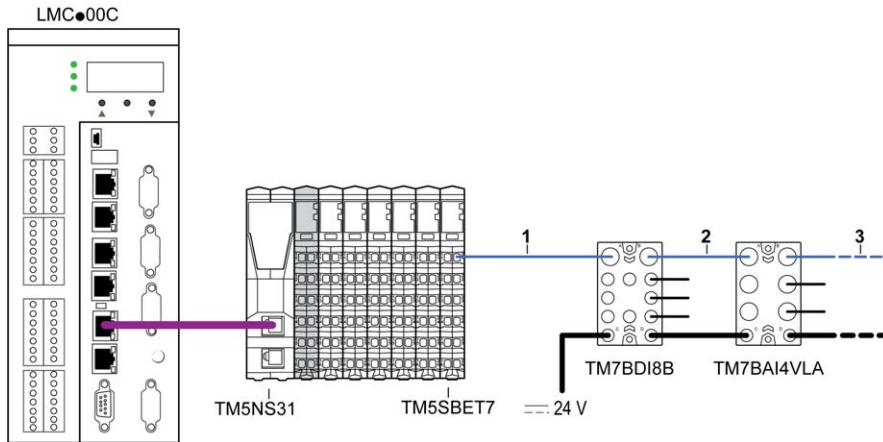 LMC●00C
1
2
3
A
B
A
B
C
D
C
D
TM7BDI8B
TM7BAI4VLA
TM5NS31
TM5SBET7
24 V